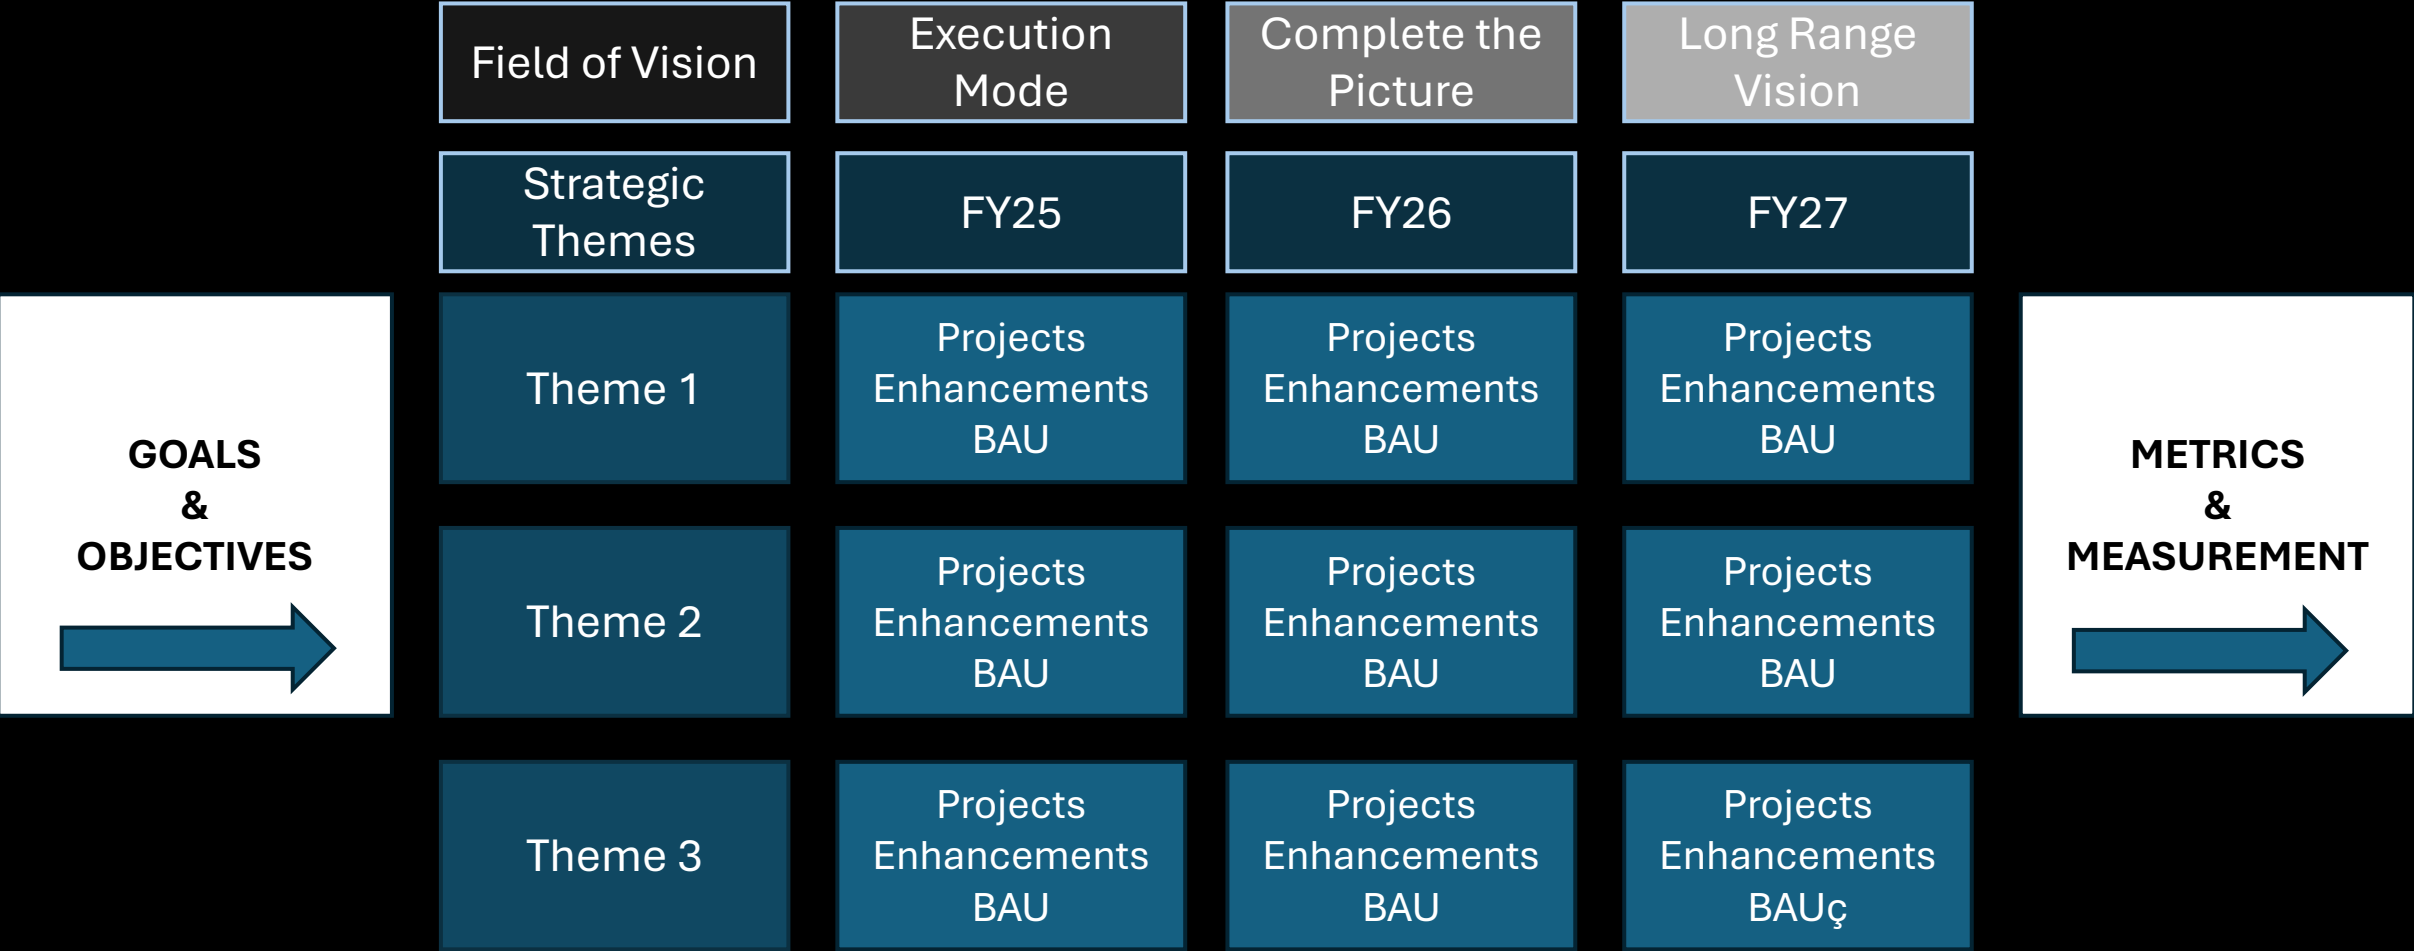 Field of Vision
Execution
Mode
Complete the
Picture
Long Range
Vision
Strategic
Themes
FY25
FY26
FY27
GOALS
&
OBJECTIVES
Theme 1
Projects
Enhancements
BAU
Projects
Enhancements
BAU
Projects
Enhancements
BAU
Theme 2
Projects
Enhancements
BAU
Projects
Enhancements
BAU
Projects
Enhancements
BAU
Theme 3
Projects
Enhancements
BAU
Projects
Enhancements
BAU
Projects
Enhancements
BAUç
METRICS
&
MEASUREMENT